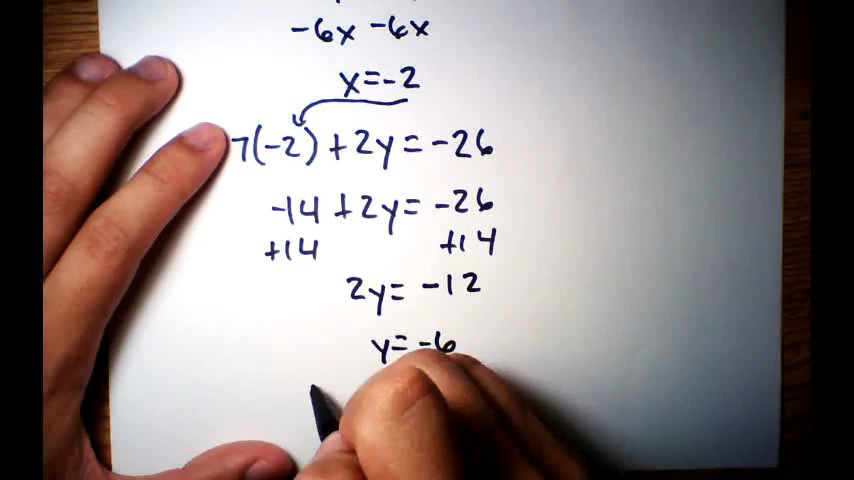 -6x -6x
x=-2
7(-2) +2y= -26
-14 +2y= -26
+14 +14
2y= -12
y= -6